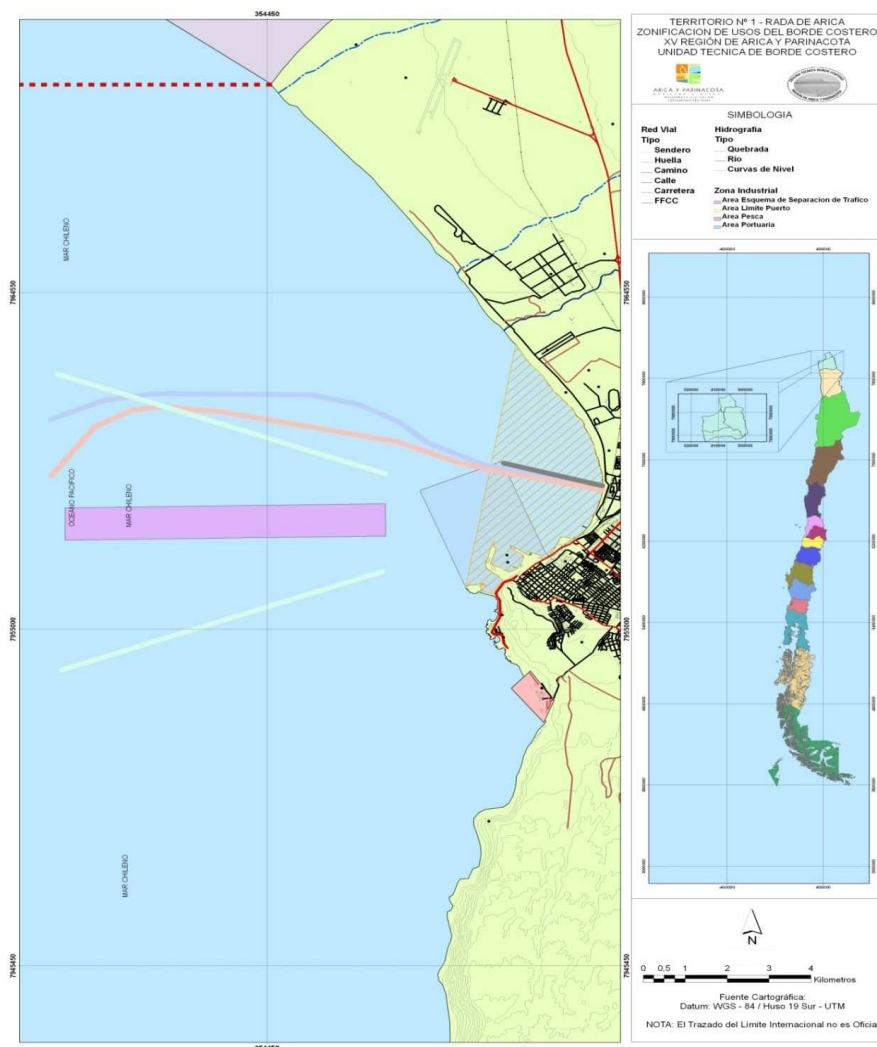 TERRITORIO N° 1 - RADA DE ARICA
ZONIFICACION DE USOS DEL BORDE COSTERO
XV REGIÓN DE ARICA Y PARINACOTA
UNIDAD TECNICA DE BORDE COSTERO
ARICA Y PARINACOTA
SIMBOLOGIA
Red Vial
Tipo
Sendero
Huella
Camino
Calle
Carretera
FFCC
Hidrografia
Tipo
Quebrada
Rio
Curvas de Nivel
Zona Industrial
Area Esquema de Separacion de Trafico
Area Limite Puerto
Area Pesca
Area Portuaria
354450
MAR CHILENO
7964550
7964550
OCEANO PACIFICO
MAR CHILENO
7955000
7955000
MAR CHILENO
7945450
7945450
354450
N
0 0,5 1 2 3 4
Kilometros
Fuente Cartográfica:
Datum: WGS - 84 / Huso 19 Sur - UTM
NOTA: El Trazado del Limite Internacional no es Oficia